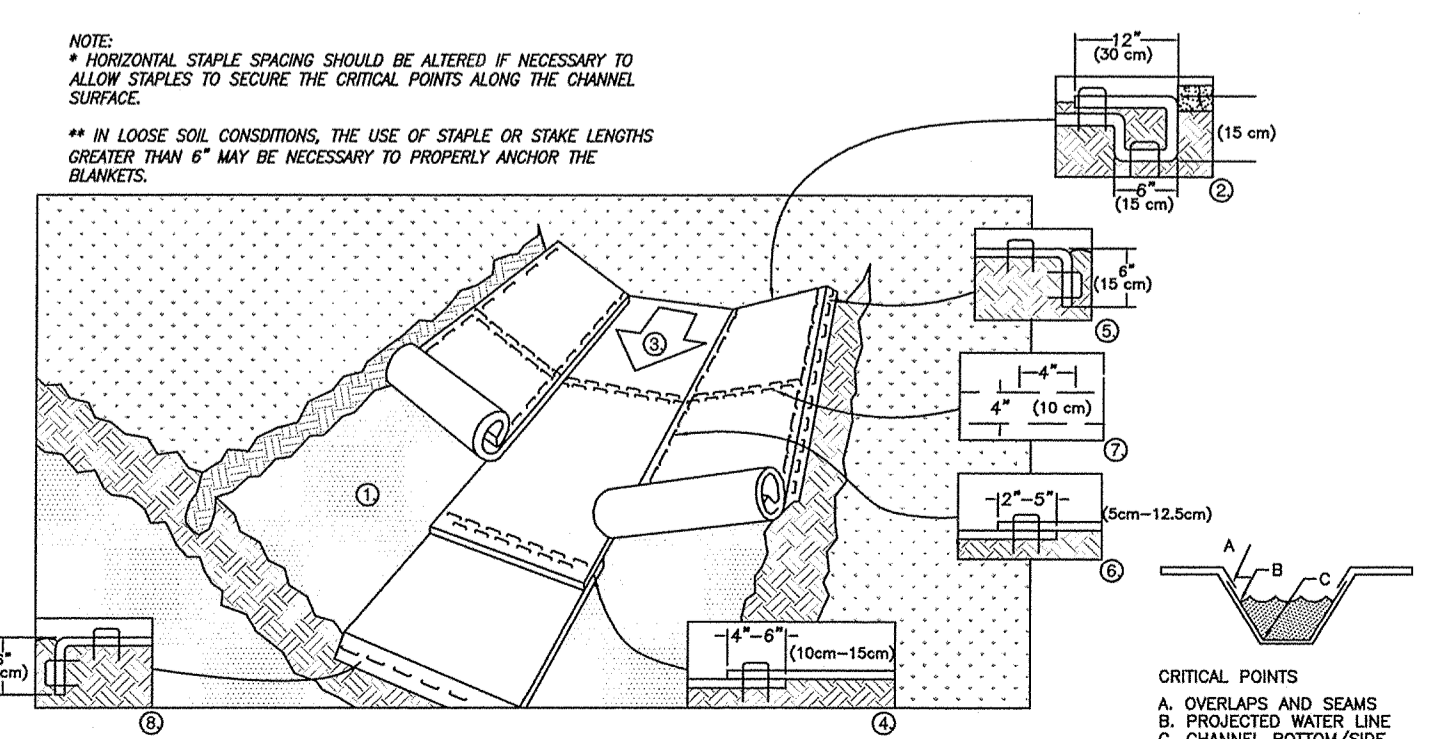 NOTE:
* HORIZONTAL STAPLE SPACING SHOULD BE ALTERED IF NECESSARY TO
ALLOW STAPLES TO SECURE THE CRITICAL POINTS ALONG THE CHANNEL
SURFACE.
** IN LOOSE SOIL CONSDITIONS, THE USE OF STAPLE OR STAKE LENGTHS
GREATER THAN 6" MAY BE NECESSARY TO PROPERLY ANCHOR THE
BLANKETS.
12"
(30 cm)
(15 cm)
6"
(15 cm)
2.
6"
(15 cm)
5.
3.
4"
4" (10 cm)
7.
1.
2"-5"
(5cm-12.5cm)
6.
A
B
C
4"-6"
(10cm-15cm)
4.
cm)
8.
CRITICAL POINTS
A. OVERLAPS AND SEAMS
B. PROJECTED WATER LINE
C. CHANNEL BOTTOM/SIDE